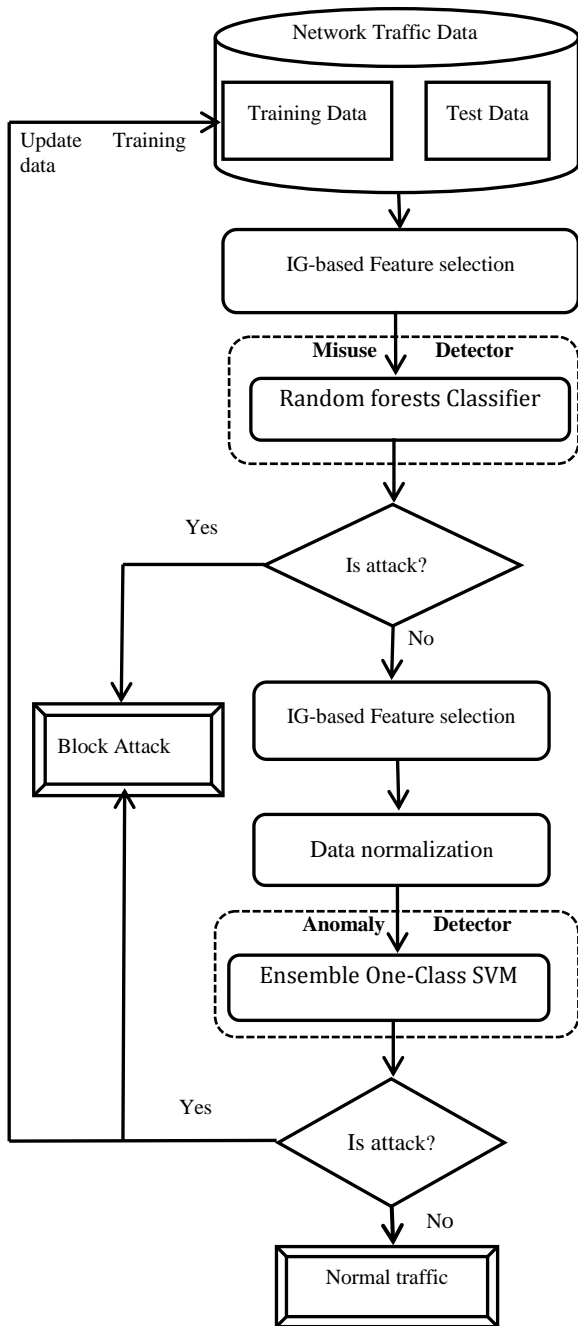 Network Traffic Data
Training Data
Test Data
Update Training
data
IG-based Feature selection
Misuse Detector
Random forests Classifier
Yes
Is attack?
No
IG-based Feature selection
Block Attack
Data normalization
Anomaly Detector
Ensemble One-Class SVM
Yes
Is attack?
No
Normal traffic